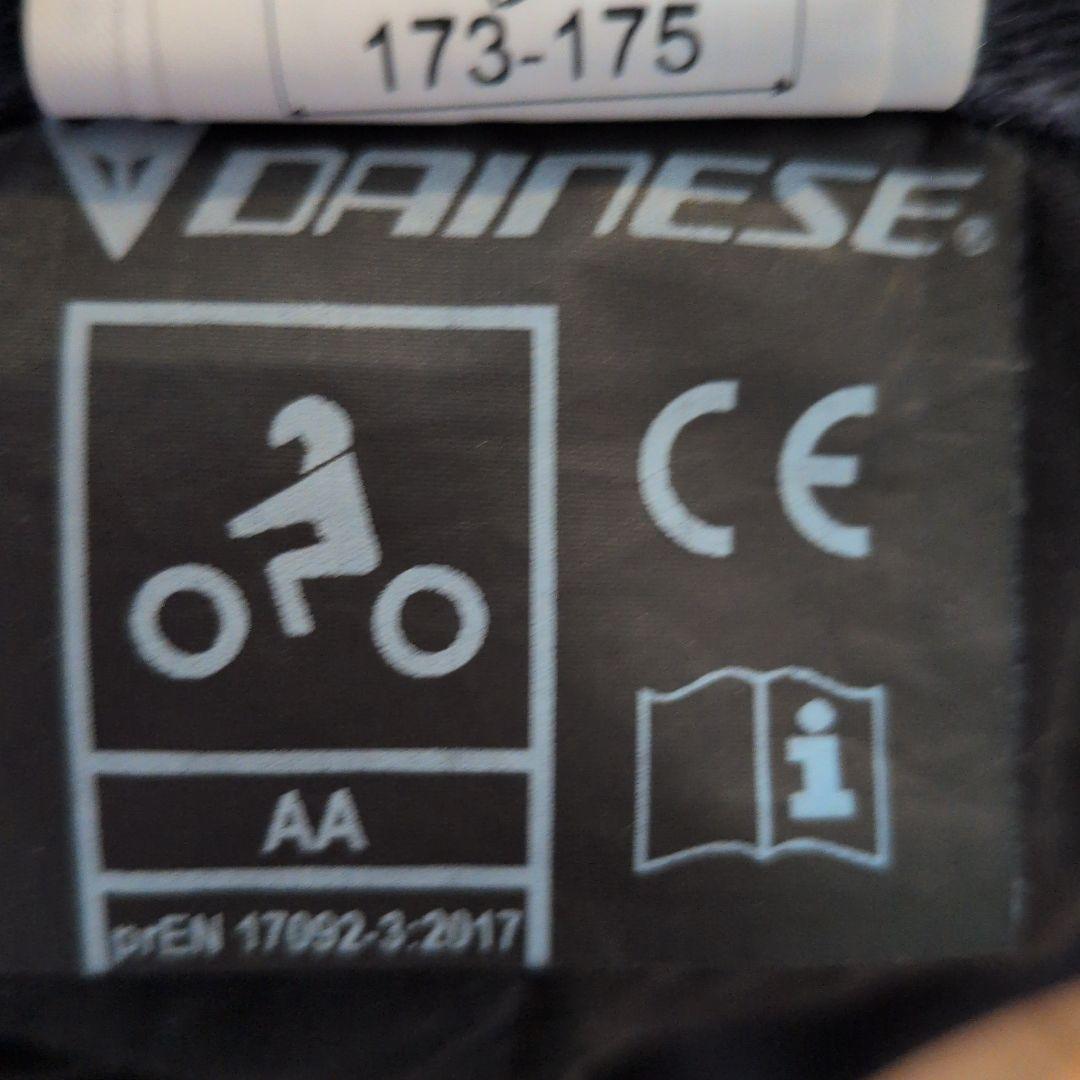 173-175
DAINESE®
CE
i
AA
prEN 17092-3:2017